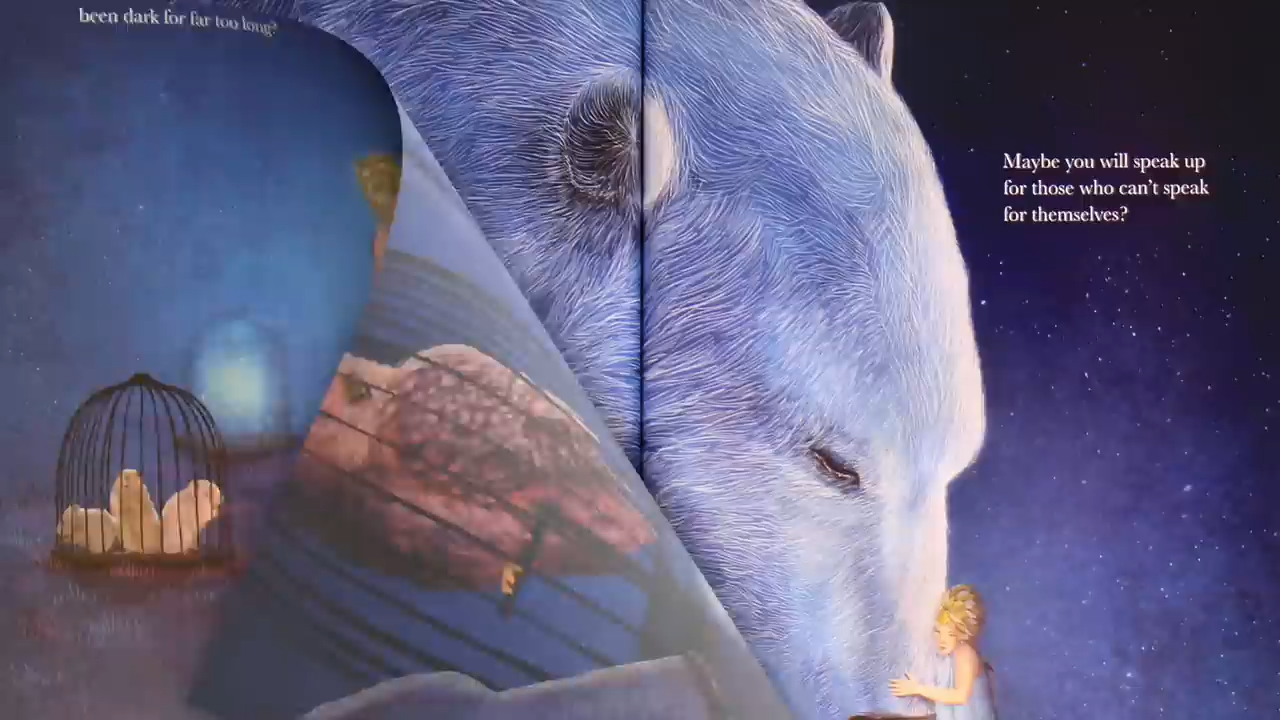 been dark for far too long?
Maybe you will speak up
for those who can't speak
for themselves?